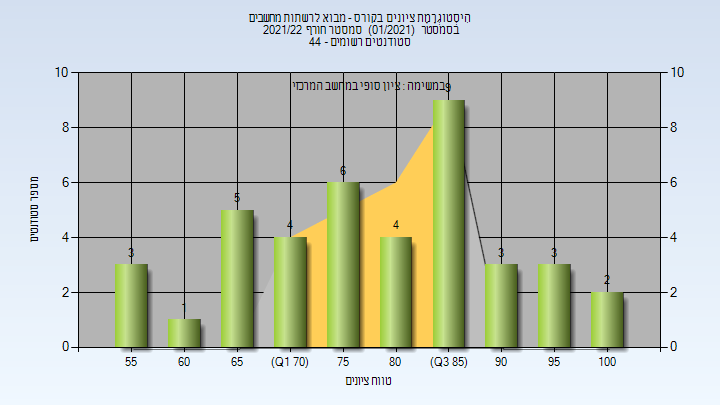 היסטוגרמת ציונים בקורס - מבוא לרשתות מחשבים
בסמסטר (01/2021) סמסטר חורף 2021/22
סטודנטים רשומים - 44
במשימה : ציון סופי במחשב המרכזי
10 10
8 8
6 6
4 4
2 2
0 0
3 1 5 4 6 4 9 3 3 2
55 60 65 (Q1 70) 75 80 (Q3 85) 90 95 100
מספר סטודנטים
טווח ציונים